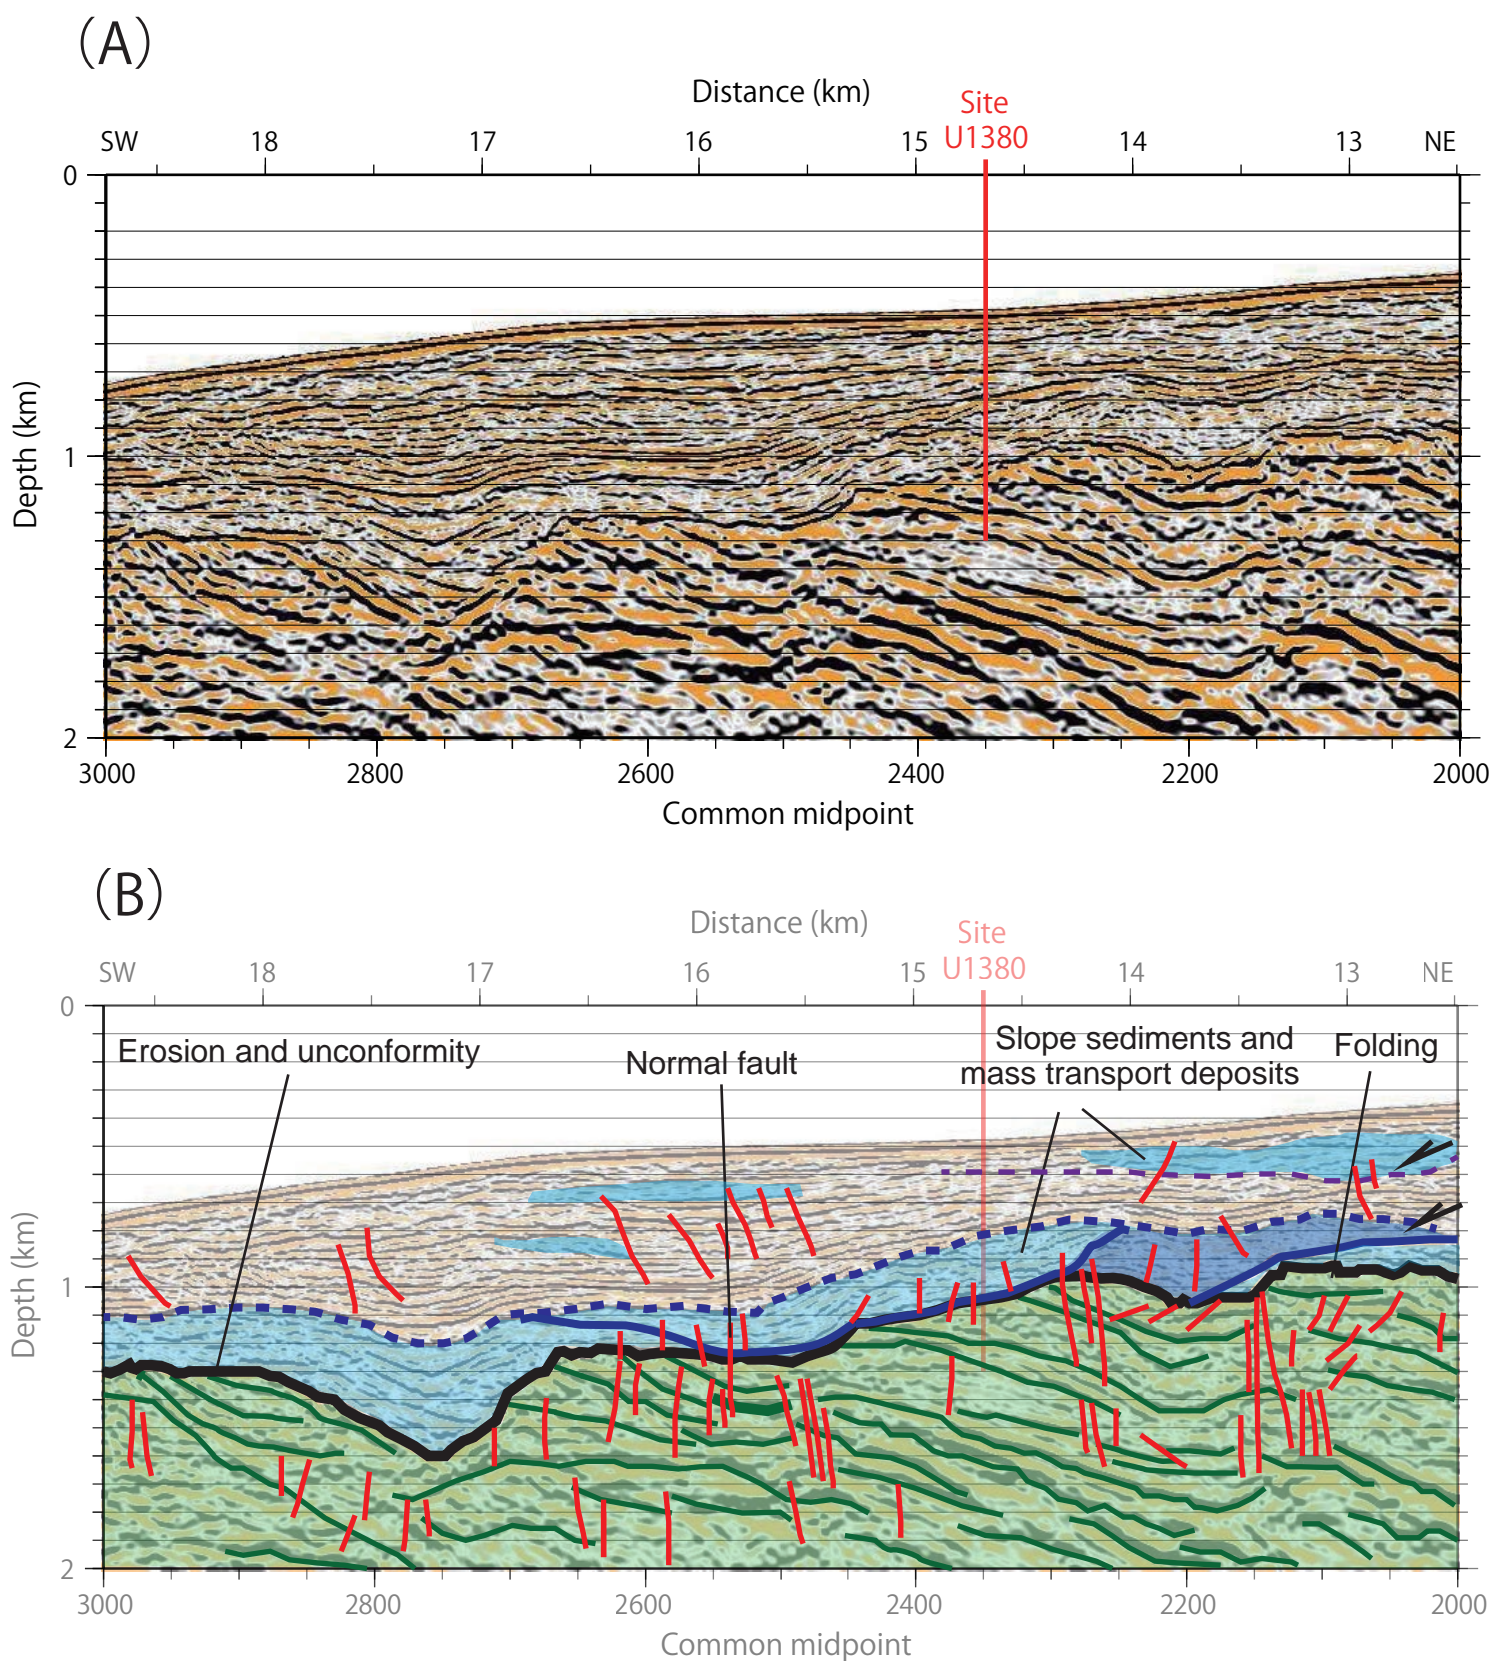 (A)
Distance (km)
Site
U1380
SW 18 17 16 15 14 13 NE
0
1
2
Depth (km)
3000 2800 2600 2400 2200 2000
Common midpoint
(B)
Distance (km)
Site
U1380
SW 18 17 16 15 14 13 NE
0
Erosion and unconformity
Normal fault
Slope sediments and
mass transport deposits
Folding
1
2
Depth (km)
3000 2800 2600 2400 2200 2000
Common midpoint